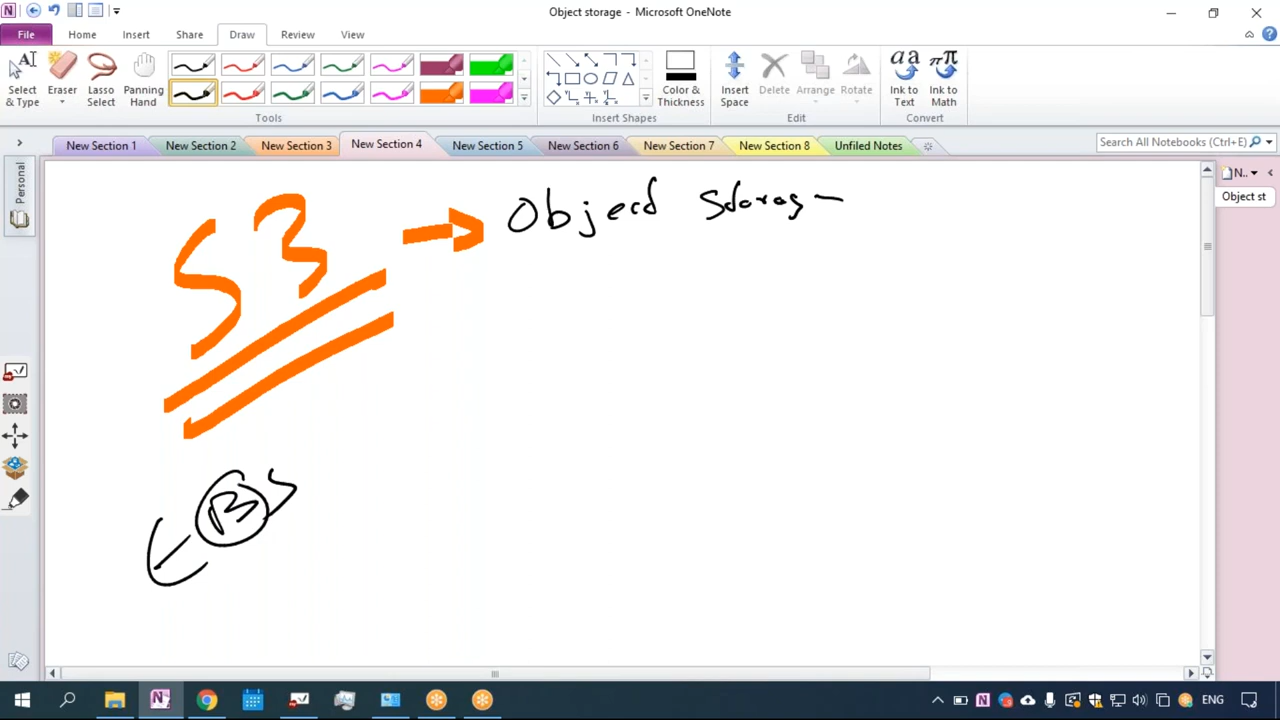 Object storage - Microsoft OneNote
File Home Insert Share Draw Review View
Select & Type
Eraser
Lasso Select
Panning Hand
Color & Thickness
Insert Space
Delete
Arrange
Rotate
Ink to Text
Ink to Math
Tools
Insert Shapes
Edit
Convert
New Section 1 New Section 2 New Section 3 New Section 4 New Section 5 New Section 6 New Section 7 New Section 8 Unfiled Notes
Search All Notebooks (Ctrl+E)
N..
Personal
Object st
S3 → Object Storag
EBS
ENG